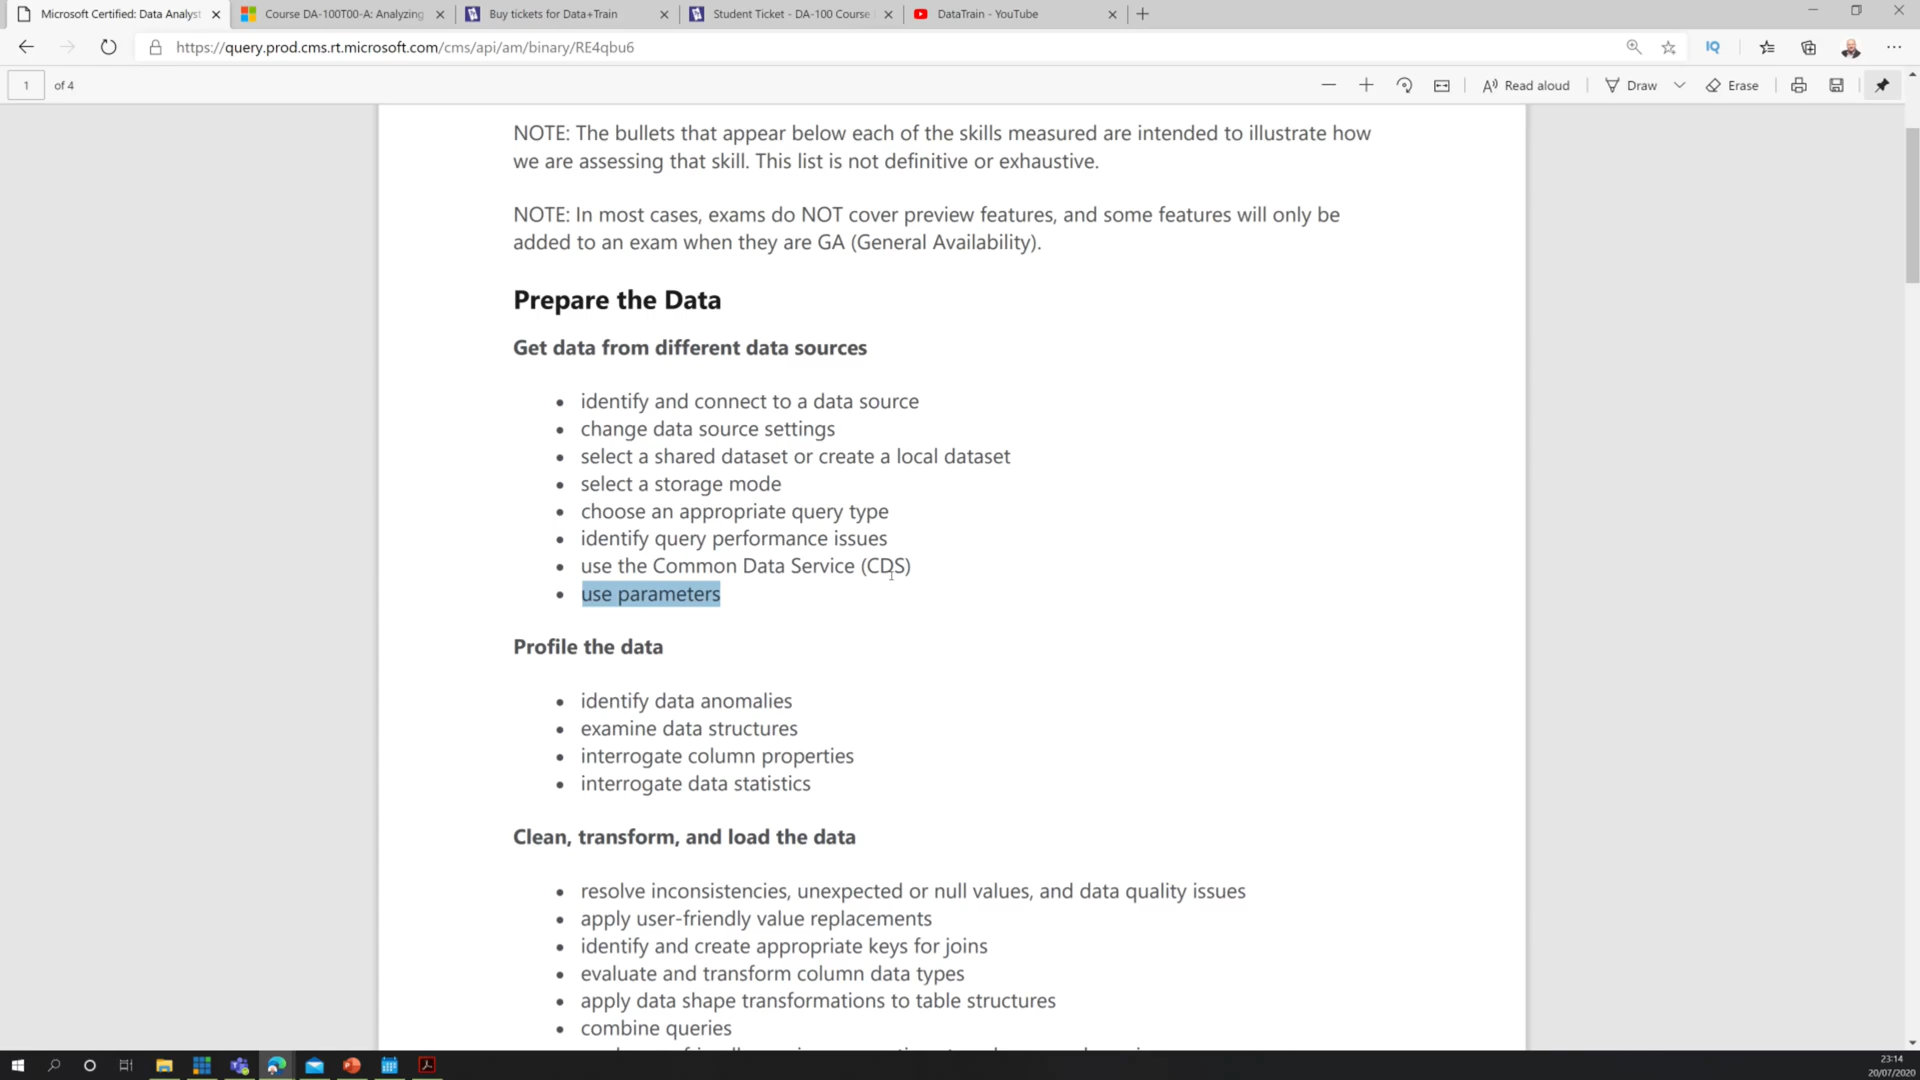 Microsoft Certified: Data Analyst
Course DA-100T00-A: Analyzing
Buy tickets for Data+Train
Student Ticket - DA-100 Course
DataTrain - YouTube
https://query.prod.cms.rt.microsoft.com/cms/api/am/binary/RE4qbu6
IQ
1 of 4
Read aloud
Draw
Erase
NOTE: The bullets that appear below each of the skills measured are intended to illustrate how
we are assessing that skill. This list is not definitive or exhaustive.
NOTE: In most cases, exams do NOT cover preview features, and some features will only be
added to an exam when they are GA (General Availability).
Prepare the Data
Get data from different data sources
• identify and connect to a data source
• change data source settings
• select a shared dataset or create a local dataset
• select a storage mode
• choose an appropriate query type
• identify query performance issues
• use the Common Data Service (CDS)
• use parameters
Profile the data
• identify data anomalies
• examine data structures
• interrogate column properties
• interrogate data statistics
Clean, transform, and load the data
• resolve inconsistencies, unexpected or null values, and data quality issues
• apply user-friendly value replacements
• identify and create appropriate keys for joins
• evaluate and transform column data types
• apply data shape transformations to table structures
• combine queries
23:14
20/07/2020